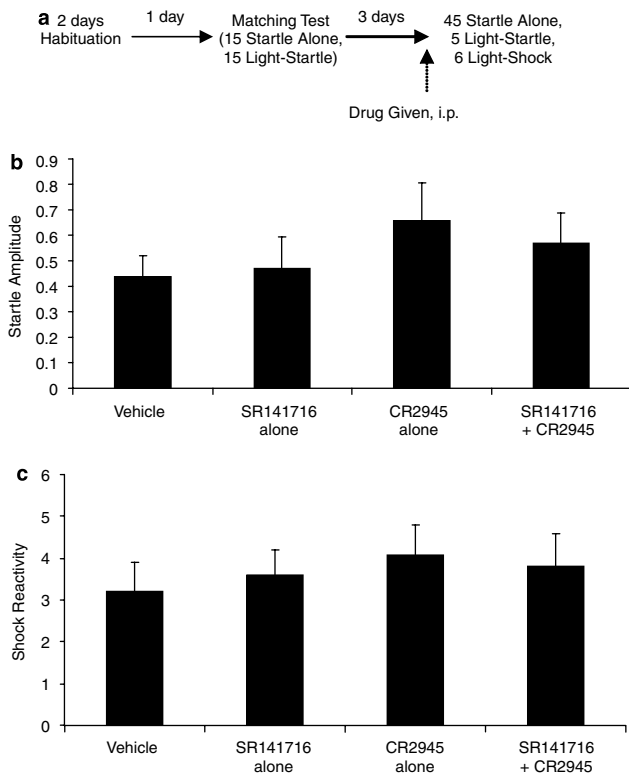 a
2 days
Habituation
1 day
Matching Test
(15 Startle Alone,
15 Light-Startle)
3 days
45 Startle Alone,
5 Light-Startle,
6 Light-Shock
Drug Given, i.p.
b
Startle Amplitude
0.9
0.8
0.7
0.6
0.5
0.4
0.3
0.2
0.1
0
Vehicle
SR141716
alone
CR2945
alone
SR141716
+ CR2945
c
Shock Reactivity
6
5
4
3
2
1
0
Vehicle
SR141716
alone
CR2945
alone
SR141716
+ CR2945